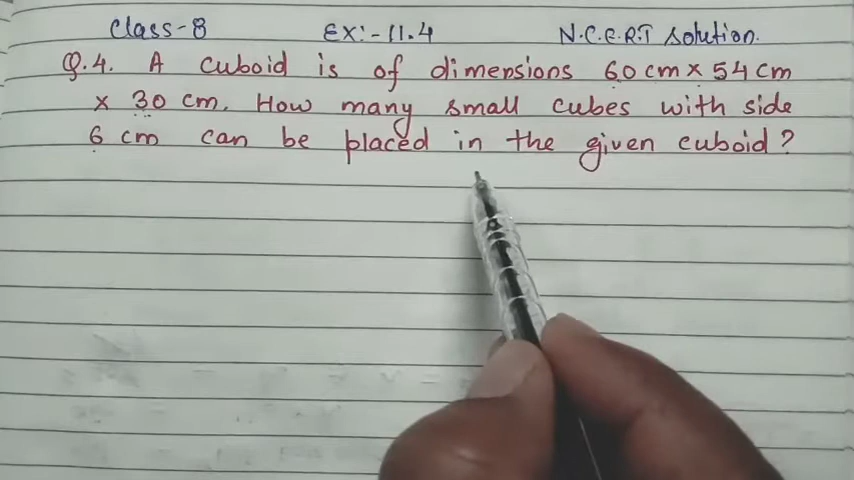 Class-8 Ex:-11.4 N.C.E.R.T solution.
Q.4. A cuboid is of dimensions 60 cm x 54 cm
x 30 cm. How many small cubes with side
6 cm can be placed in the given cuboid?